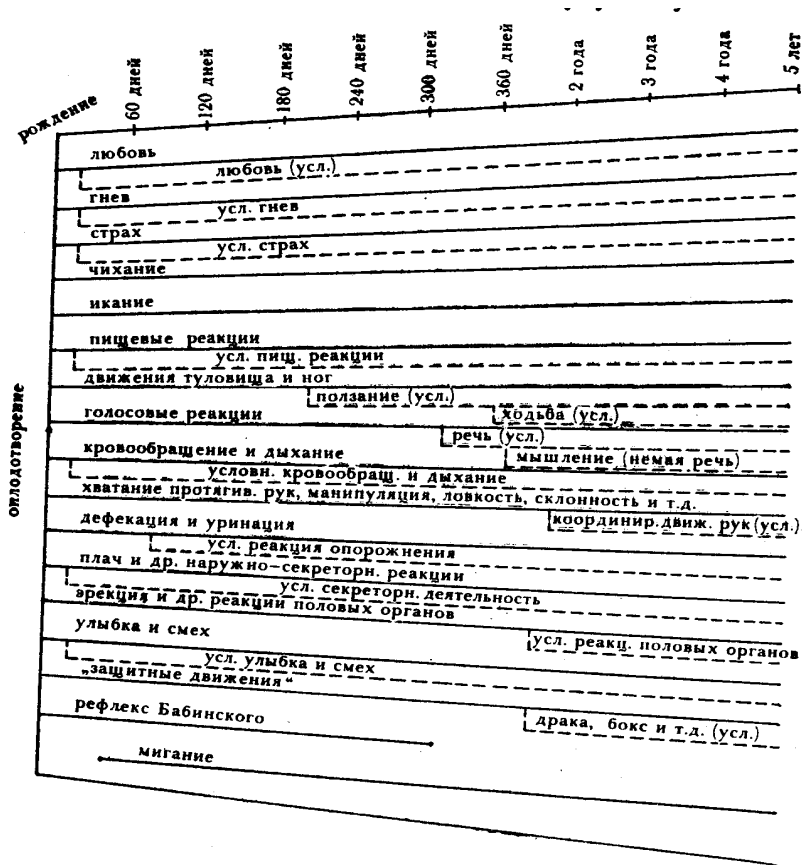 рождение
60 дней
120 дней
180 дней
240 дней
300 дней
360 дней
2 года
3 года
4 года
5 лет
оплодотворение
любовь
любовь (усл.)
гнев
усл. гнев
страх
усл. страх
чихание
икание
пищевые реакции
усл. пищ. реакции
движения туловища и ног
ползание (усл.)
ходьба (усл.)
голосовые реакции
речь (усл.)
кровообращение и дыхание
мышление (немая речь)
условн. кровообращ. и дыхание
хватание протягив. рук, манипуляция, ловкость, склонность и т.д.
координир.движ. рук(усл.)
дефекация и уринация
усл. реакция опорожнения
плач и др. наружно-секреторн. реакции
усл. секреторн. деятельность
эрекция и др. реакции половых органов
улыбка и смех
усл. реакц. половых органов
усл. улыбка и смех
„защитные движения“
рефлекс Бабинского
драка, бокс и т.д. (усл.)
мигание